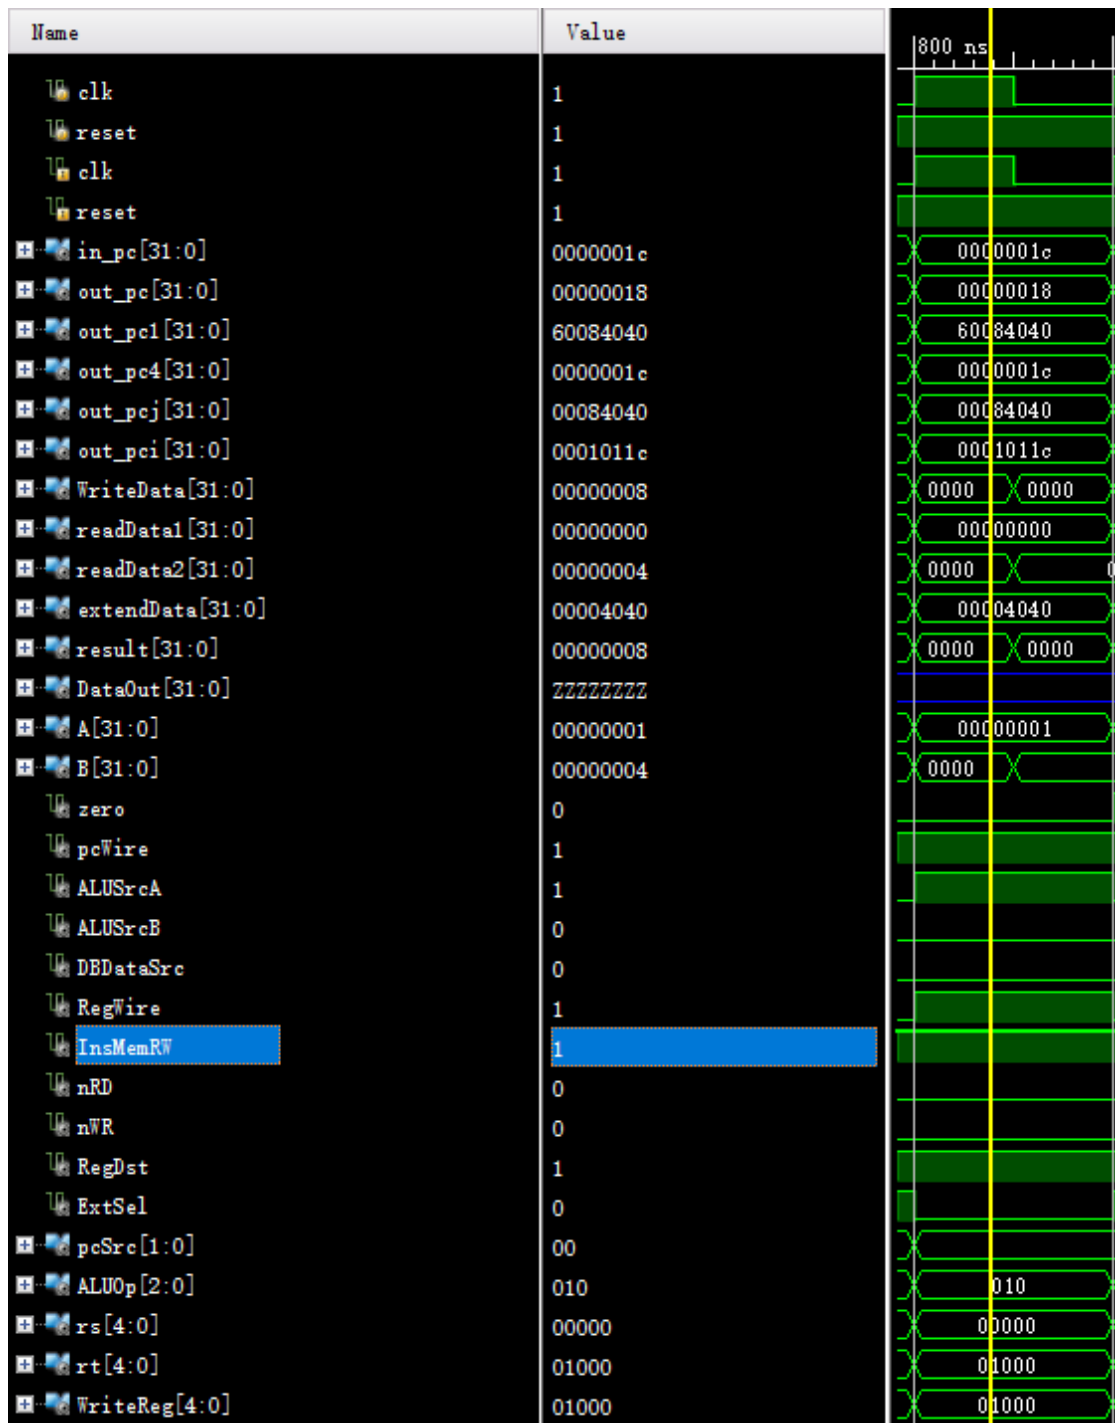 Name Value
800 ns
clk 1
reset 1
clk 1
reset 1
in_pc[31:0] 0000001c 0000001c
out_pc[31:0] 00000018 00000018
out_pc1[31:0] 60084040 60084040
out_pc4[31:0] 0000001c 0000001c
out_pcj[31:0] 00084040 00084040
out_pci[31:0] 0001011c 0001011c
WriteData[31:0] 00000008 0000 0000
readData1[31:0] 00000000 00000000
readData2[31:0] 00000004 0000 0
extendData[31:0] 00004040 00004040
result[31:0] 00000008 0000 0000
DataOut[31:0] ZZZZZZZZ
A[31:0] 00000001 00000001
B[31:0] 00000004 0000
zero 0
pcWire 1
ALUSrcA 1
ALUSrcB 0
DBDataSrc 0
RegWire 1
InsMemRW 1
nRD 0
nWR 0
RegDst 1
ExtSel 0
pcSrc[1:0] 00
ALUOp[2:0] 010 010
rs[4:0] 00000 00000
rt[4:0] 01000 01000
WriteReg[4:0] 01000 01000